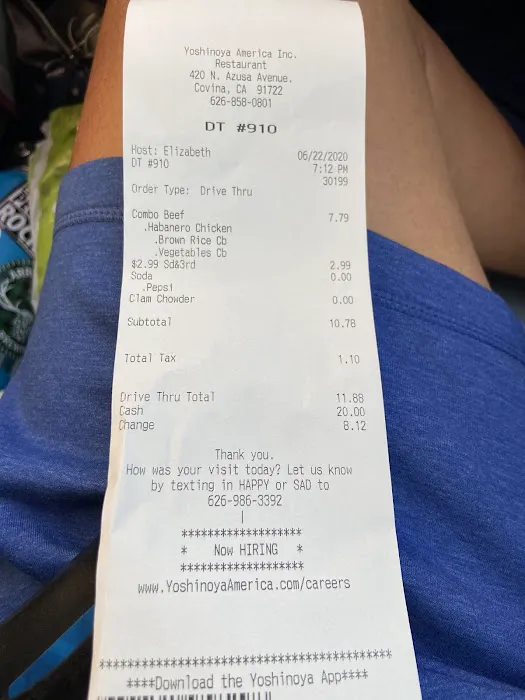 Yoshinoya America Inc.
Restaurant
420 N. Azusa Avenue.
Covina, CA 91722
626-858-0801
DT #910
Host: Elizabeth 06/22/2020
DT #910 7:12 PM
30199
Order Type: Drive Thru
Combo Beef 7.79
.Habanero Chicken
.Brown Rice Cb
.Vegetables Cb
$2.99 Sd&3rd 2.99
Soda 0.00
.Pepsi
Clam Chowder 0.00
Subtotal 10.78
Total Tax 1.10
Drive Thru Total 11.88
Cash 20.00
Change 8.12
Thank you.
How was your visit today? Let us know
by texting in HAPPY or SAD to
626-986-3392
|
********************
* Now HIRING *
********************
www.YoshinoyaAmerica.com/careers
******************************************
****Download the Yoshinoya App****